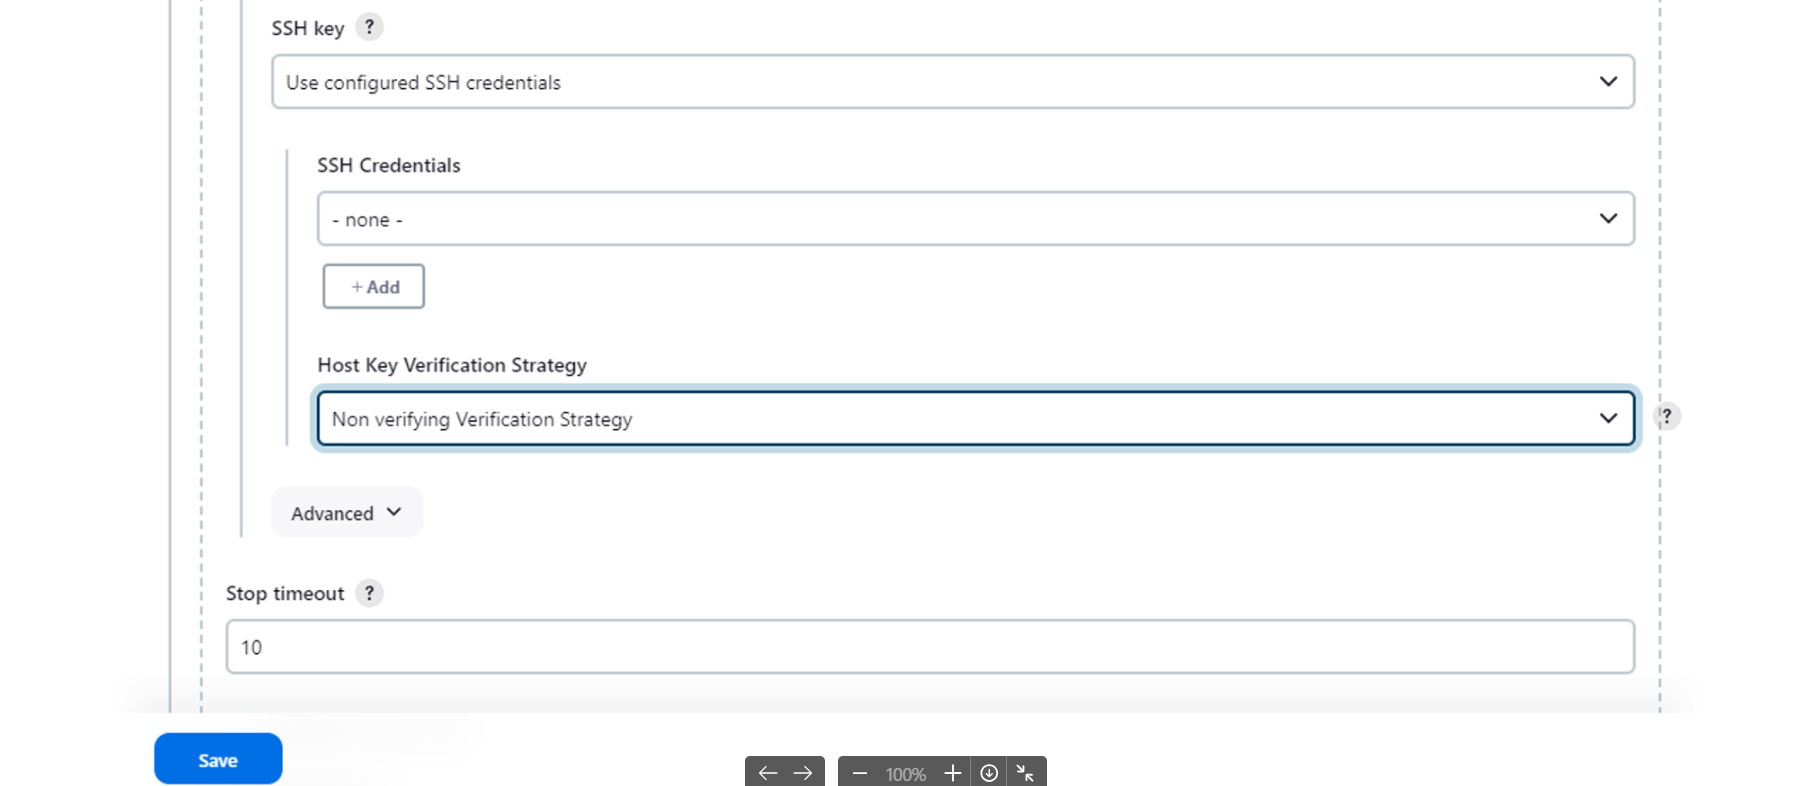 SSH key ?
Use configured SSH credentials
SSH Credentials
- none -
+ Add
Host Key Verification Strategy
Non verifying Verification Strategy
?
Advanced
Stop timeout ?
10
Save
100%